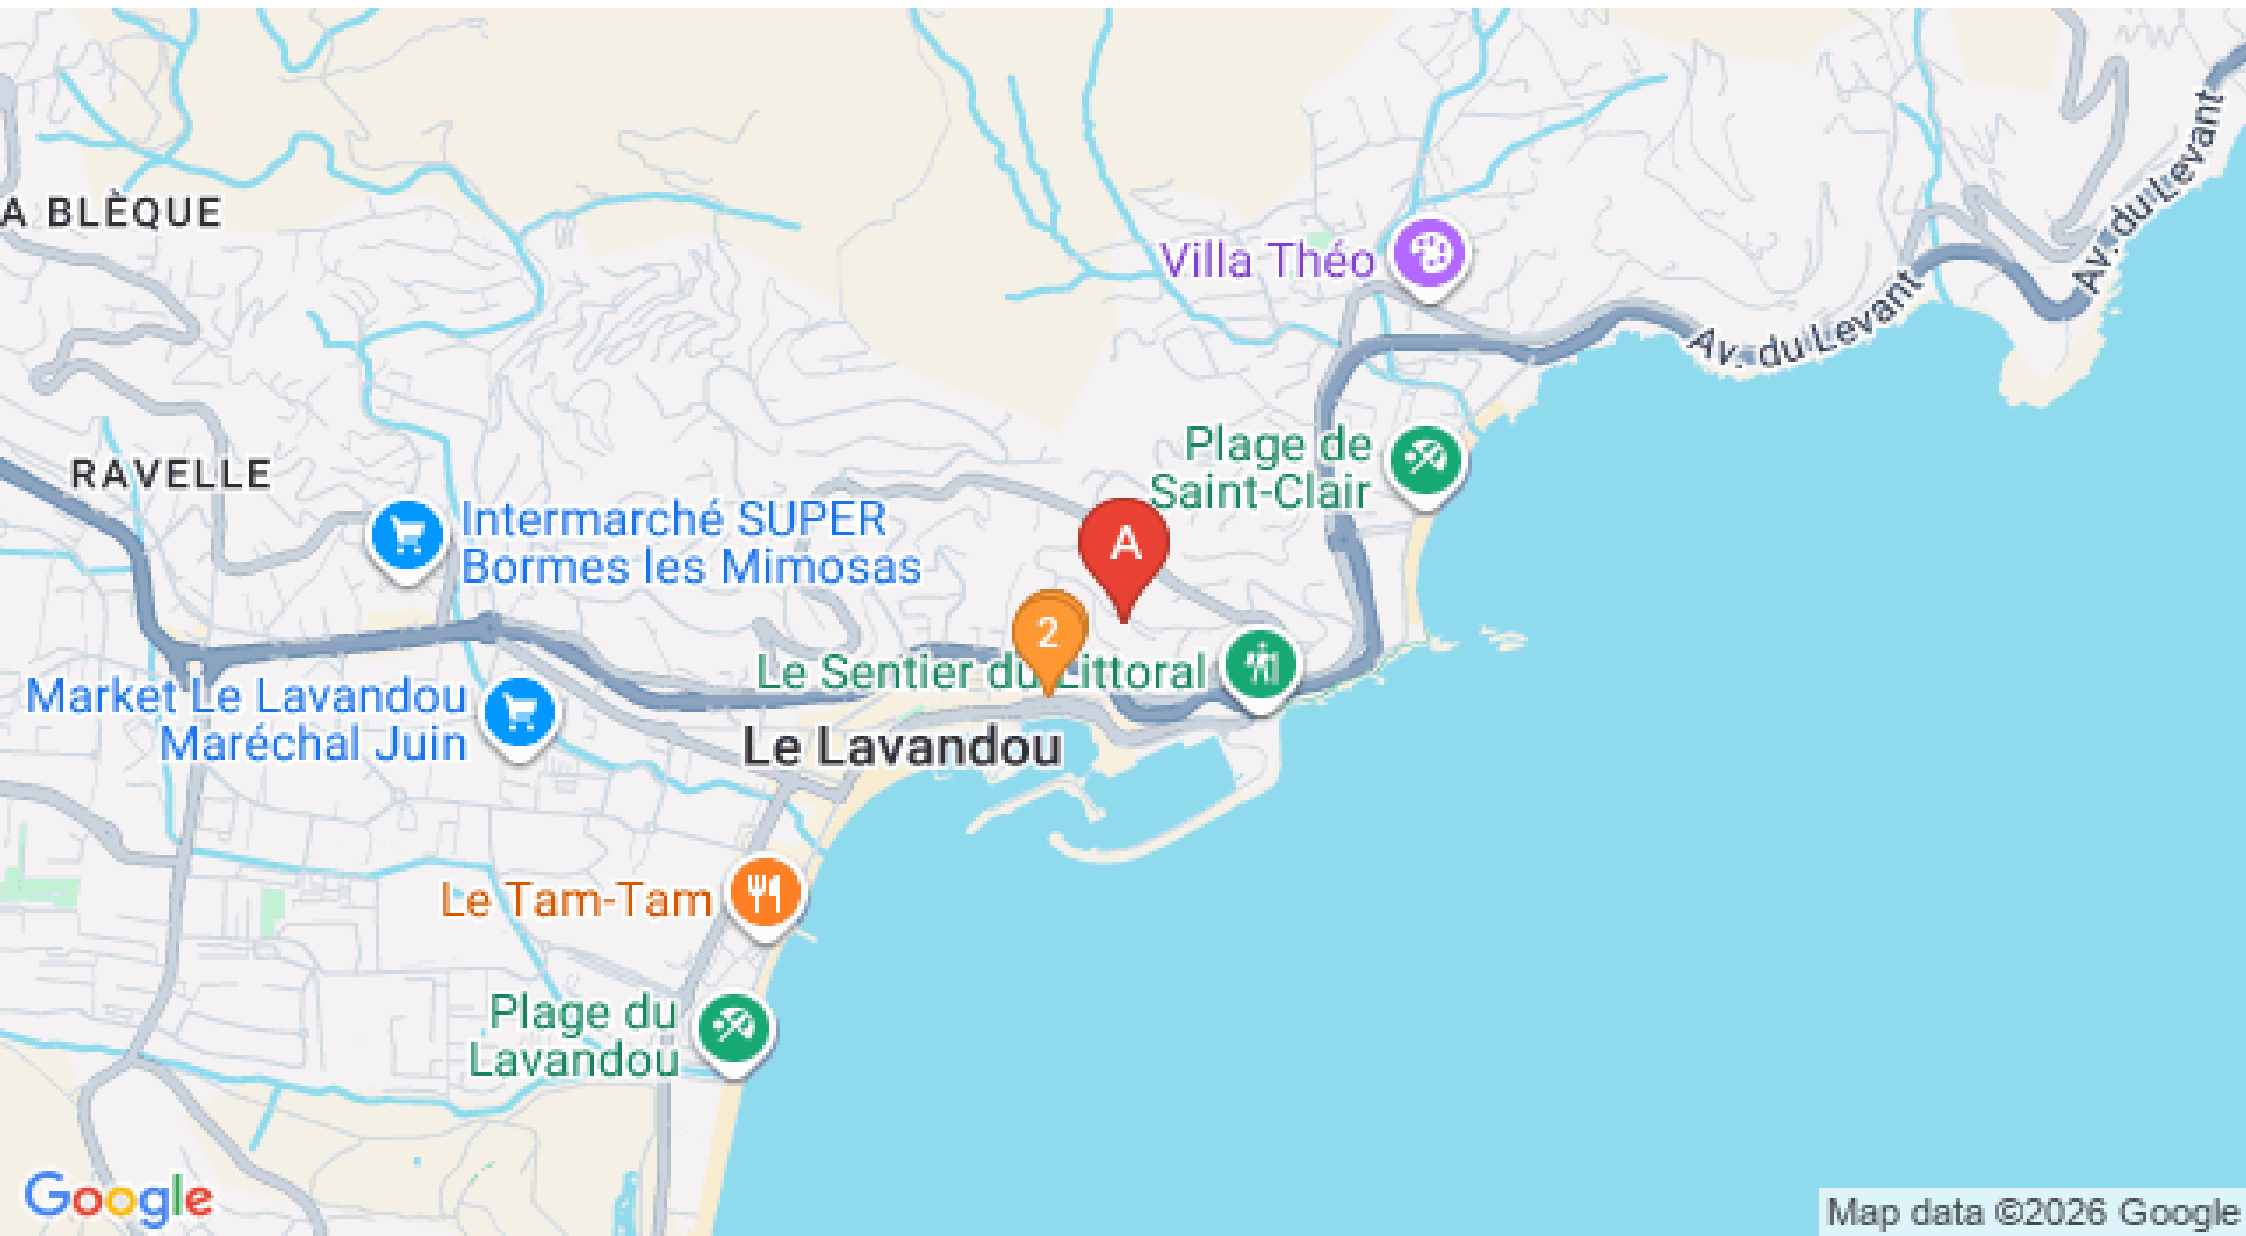 Av. du Levant
A BLÈQUE
Villa Théo
Av. du Levant
Plage de
Saint-Clair
RAVELLE
Intermarché SUPER
Bormes les Mimosas
A
2
Le Sentier du Littoral
Market Le Lavandou
Maréchal Juin
Le Lavandou
Le Tam-Tam
Plage du
Lavandou
Google
Map data ©2026 Google